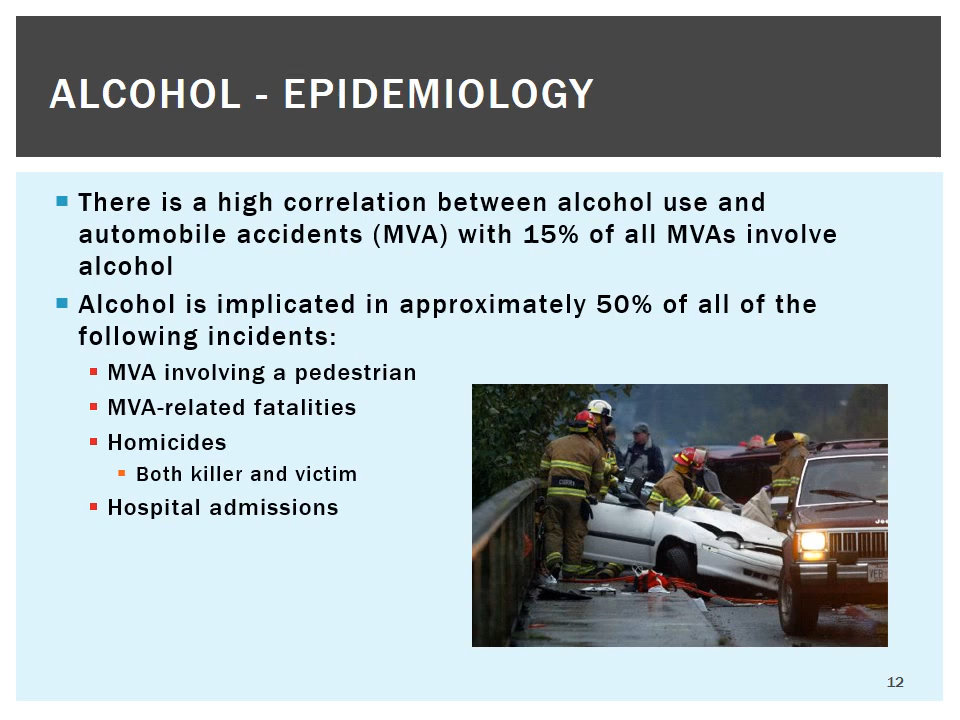 ALCOHOL - EPIDEMIOLOGY
There is a high correlation between alcohol use and
automobile accidents (MVA) with 15% of all MVAs involve
alcohol
Alcohol is implicated in approximately 50% of all of the
following incidents:
MVA involving a pedestrian
MVA-related fatalities
Homicides
Both killer and victim
Hospital admissions
CURRY
Jeep
12